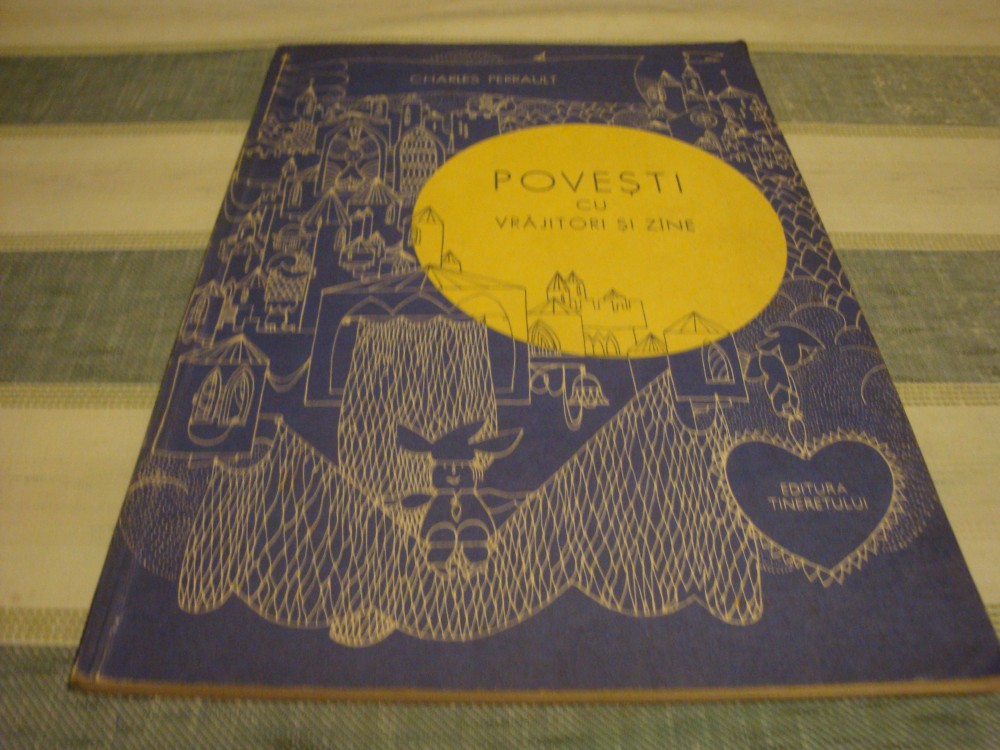 CHARLES PERRAULT
POVEȘTI
CU
VRĂJITORI ȘI ZÎNE
EDITURA
TINERETULUI